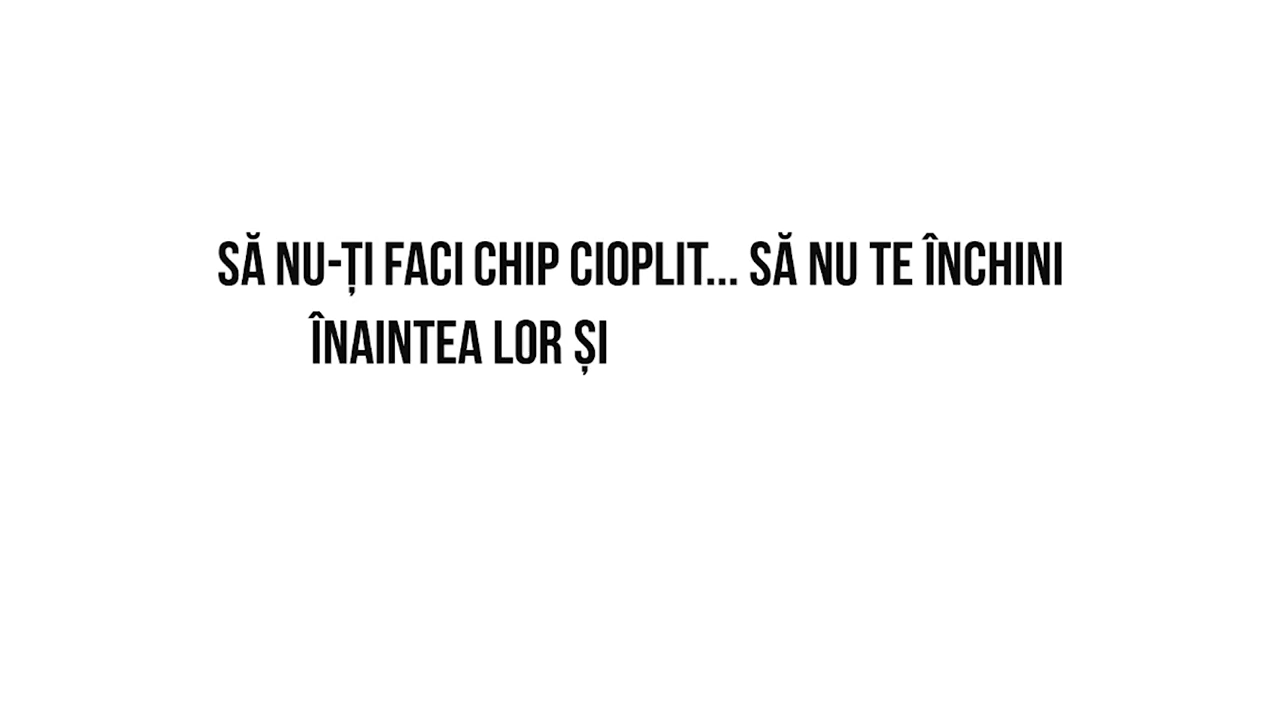 SĂ NU-ȚI FACI CHIP CIOPLIT... SĂ NU TE ÎNCHINI
ÎNAINTEA LOR ȘI